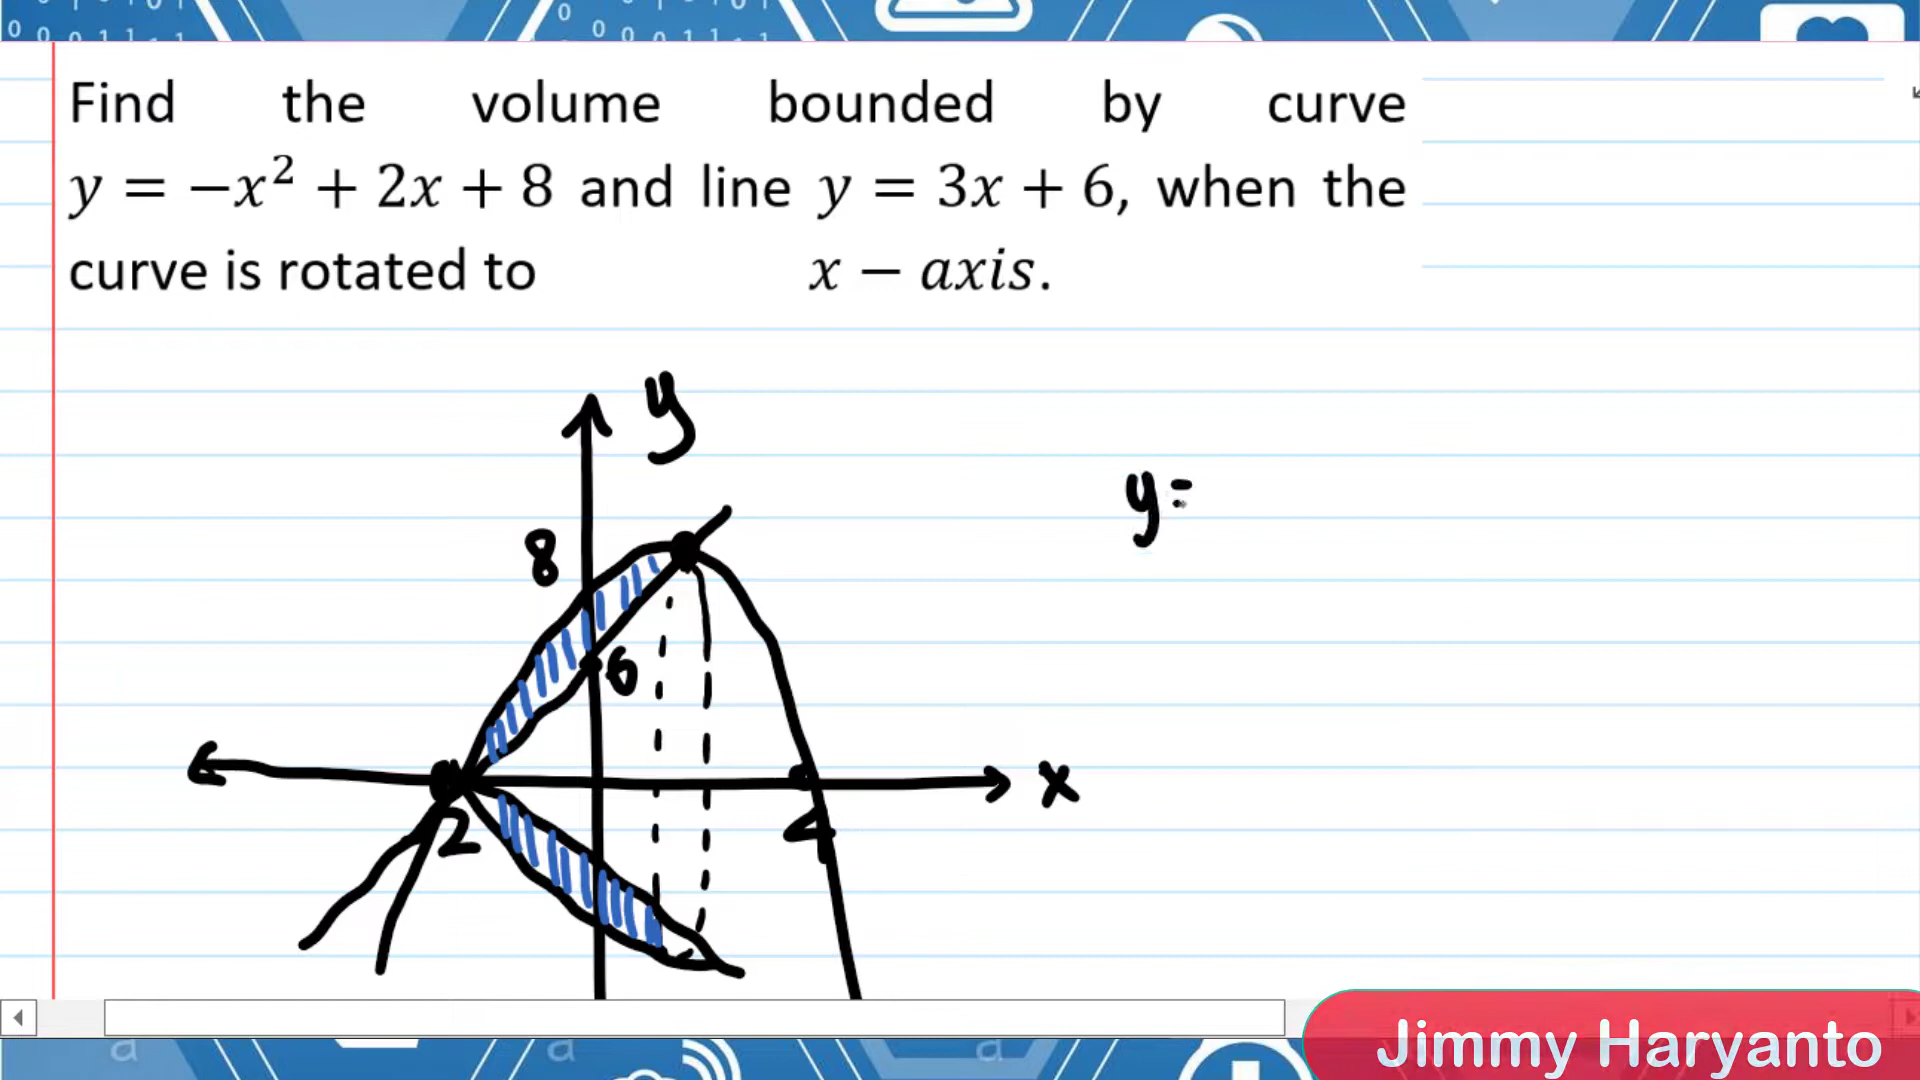 Find the volume bounded by curve
y = −x² + 2x + 8 and line y = 3x + 6, when the
curve is rotated to x − axis.
y
8
y=
6
x
2
4
Jimmy Haryanto